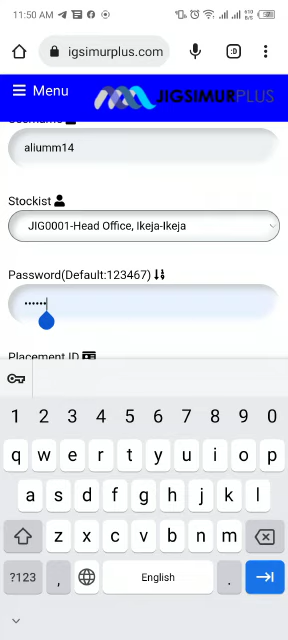 11:50 AM
igsimurplus.com
:D
Menu
JIGSIMURPLUS
Username
aliumm14
Stockist
JIG0001-Head Office, Ikeja-Ikeja
Password(Default:123467)
••••••
Placement ID
1 2 3 4 5 6 7 8 9 0
q w e r t y u i o p
a s d f g h j k l
z x c v b n m
?123 , English .